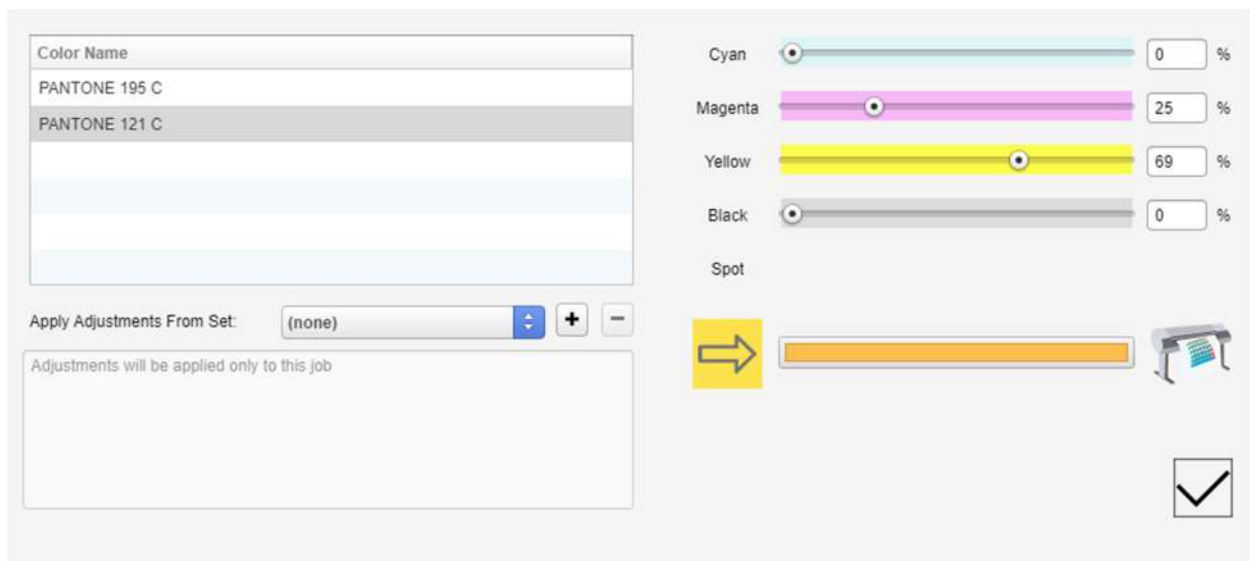 Color Name
PANTONE 195 C
PANTONE 121 C
Apply Adjustments From Set:
(none)
+
-
Adjustments will be applied only to this job
Cyan 0 %
Magenta 25 %
Yellow 69 %
Black 0 %
Spot